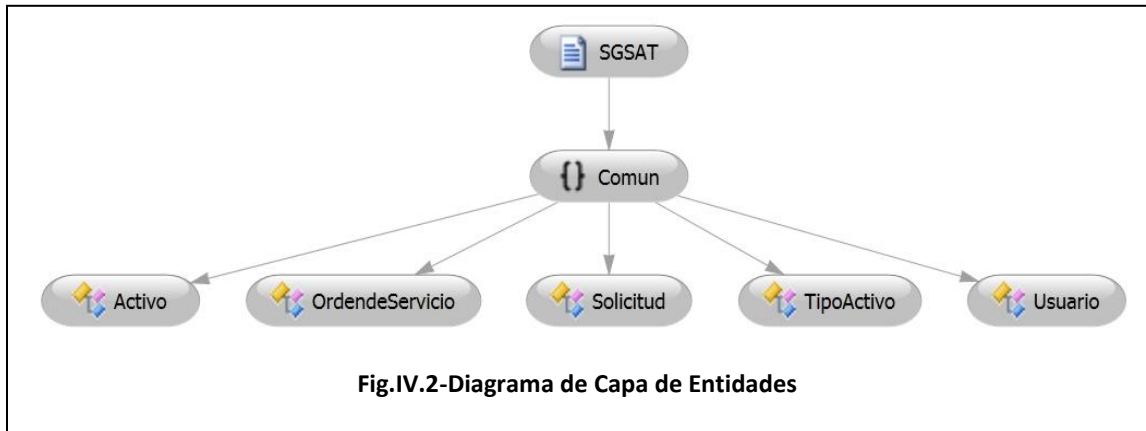 SGSAT
{} Comun
Activo
OrdendeServicio
Solicitud
TipoActivo
Usuario
Fig.IV.2-Diagrama de Capa de Entidades